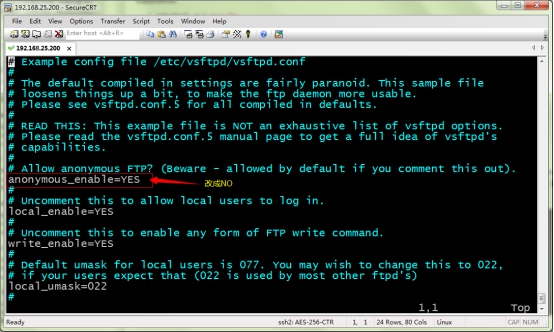 192.168.25.200 - SecureCRT
File Edit View Options Transfer Script Tools Window Help
Enter host <Alt+R>
192.168.25.200
# Example config file /etc/vsftpd/vsftpd.conf
#
# The default compiled in settings are fairly paranoid. This sample file
# loosens things up a bit, to make the ftp daemon more usable.
# Please see vsftpd.conf.5 for all compiled in defaults.
#
# READ THIS: This example file is NOT an exhaustive list of vsftpd options.
# Please read the vsftpd.conf.5 manual page to get a full idea of vsftpd's
# capabilities.
#
# Allow anonymous FTP? (Beware - allowed by default if you comment this out).
anonymous_enable=YES
改成NO
#
# Uncomment this to allow local users to log in.
local_enable=YES
#
# Uncomment this to enable any form of FTP write command.
write_enable=YES
#
# Default umask for local users is 077. You may wish to change this to 022,
# if your users expect that (022 is used by most other ftpd's)
local_umask=022
#
1,1 Top
Ready ssh2: AES-256-CTR 1, 1 24 Rows, 80 Cols Linux CAP NUM